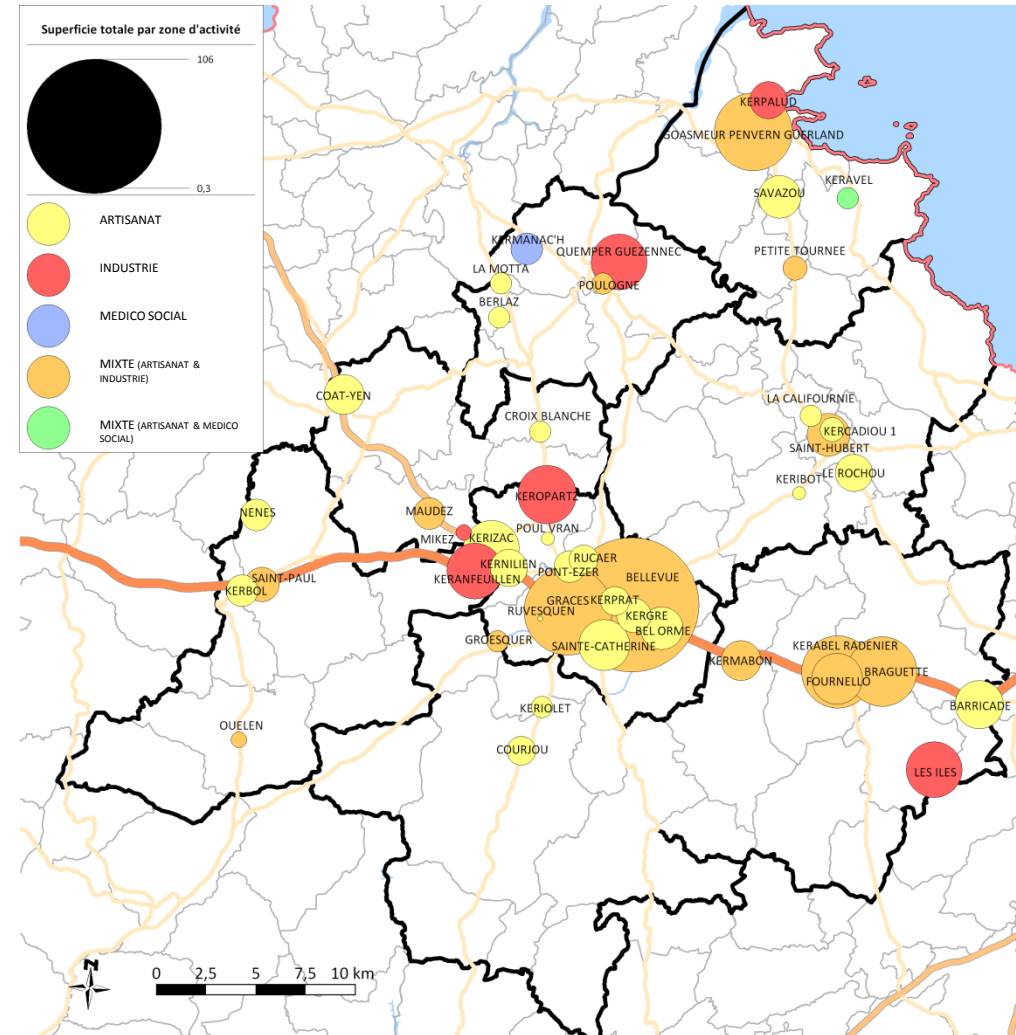 Superficie totale par zone d'activité
106
0,3
ARTISANAT
INDUSTRIE
MEDICO SOCIAL
MIXTE (ARTISANAT &
INDUSTRIE)
MIXTE (ARTISANAT & MEDICO
SOCIAL)
KERPALUD
GOASMEUR PENVERN GUERLAND
SAVAZOU
KERAVEL
KERMANAC'H
QUEMPER GUEZENNEC
PETITE TOURNEE
LA MOTTA
POULOGNE
BERLAZ
COAT-YEN
LA CALIFOURNIE
CROIX BLANCHE
KERCADIOU 1
SAINT-HUBERT
LE ROCHOU
KERIBOT
KEROPARTZ
NENES
MAUDEZ
POUL VRAN
MIKEZ
KERIZAC
RUCAER
KERNILIEN
PONT-EZER
BELLEVUE
KERANFEUILLEN
SAINT-PAUL
KERBOL
GRACES
KERPRAT
RUVESQUEN
KERGRE
BEL ORME
GROESQUER
SAINTE-CATHERINE
KERMABON
KERABEL RADENIER
BRAGUETTE
FOURNELLO
BARRICADE
KERIOLET
OUELEN
COURJOU
LES ILES
N
0 2,5 5 7,5 10 km